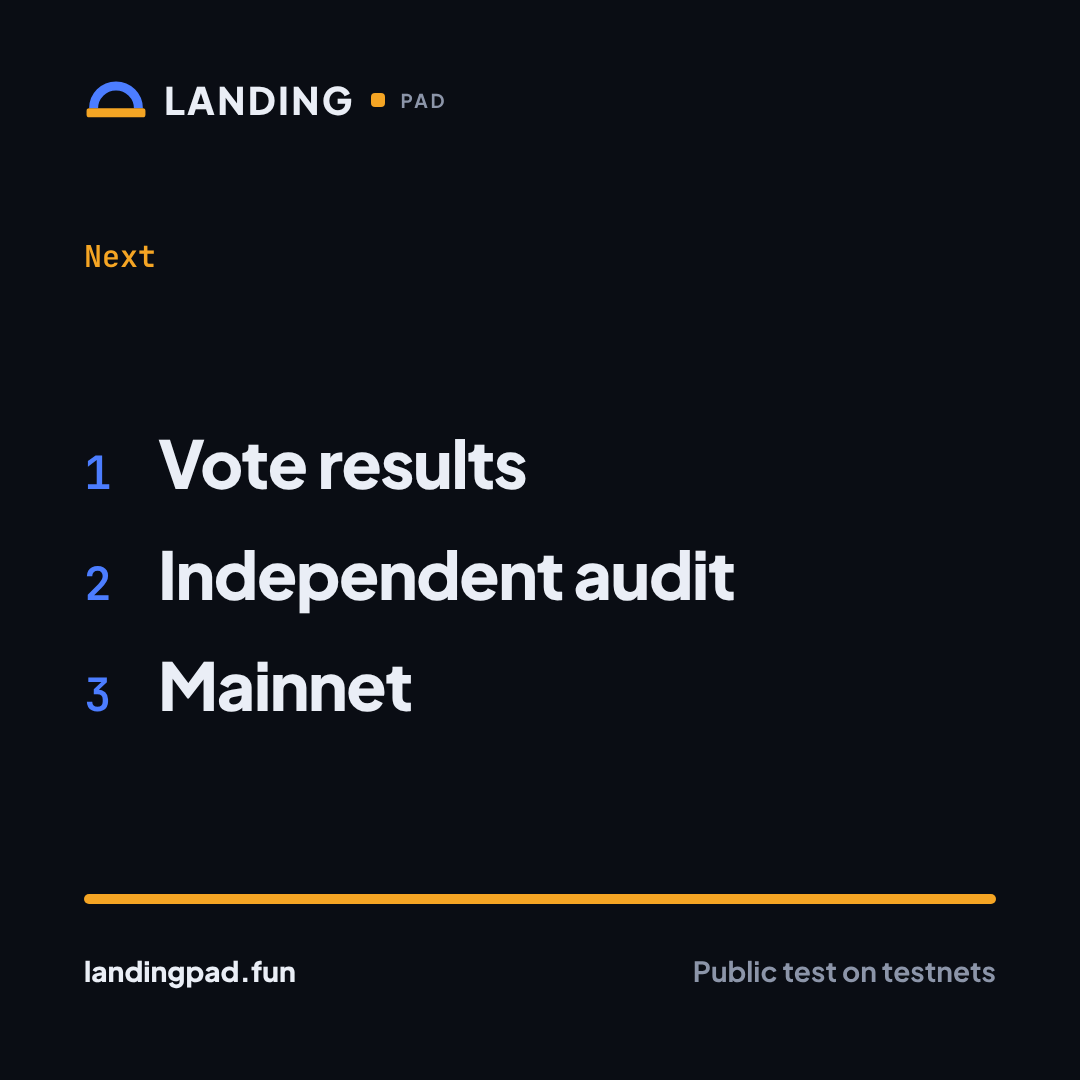 LANDING PAD
Next
1 Vote results
2 Independent audit
3 Mainnet
landingpad.fun
Public test on testnets